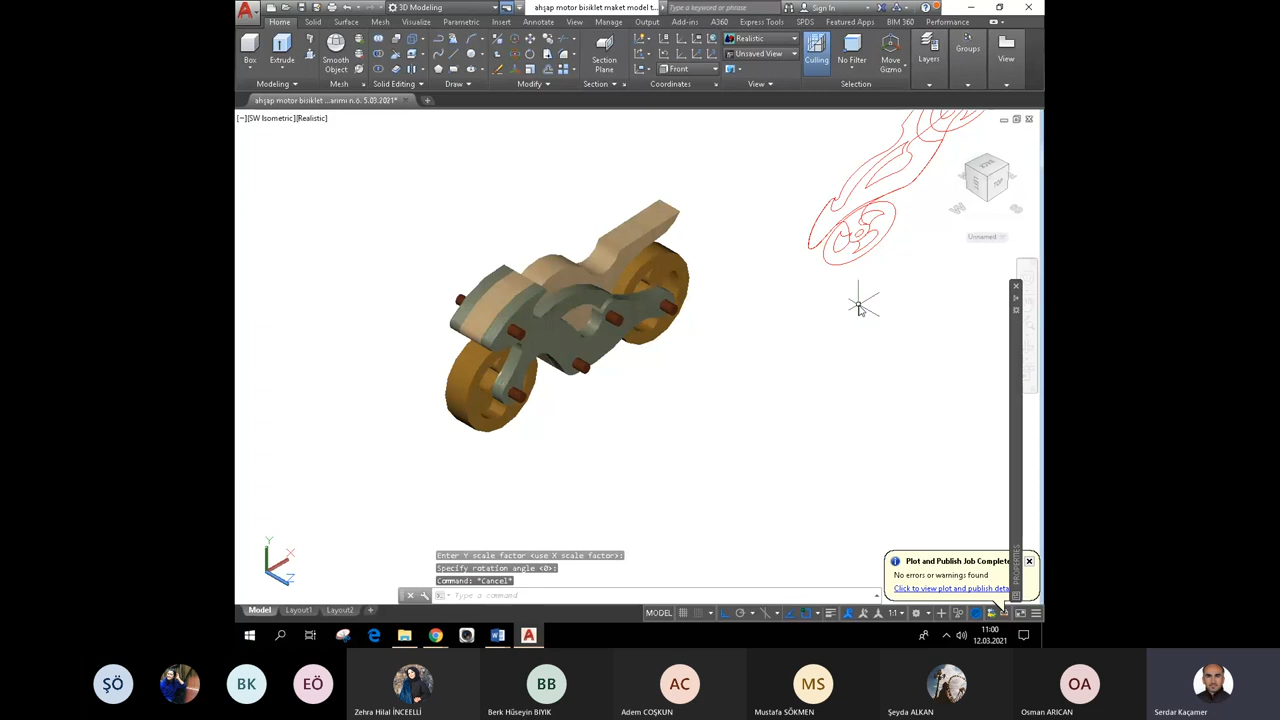 3D Modeling
ahşap motor bisiklet maket model t...
Type a keyword or phrase
Sign In
Home Solid Surface Mesh Visualize Parametric Insert Annotate View Manage Output Add-ins A360 Express Tools SPDS Featured Apps BIM 360 Performance
Realistic
Unsaved View
Front
Box
Extrude
Smooth
Object
Section
Plane
Culling
No Filter
Move
Gizmo
Layers
Groups
View
Modeling
Mesh
Solid Editing
Draw
Modify
Section
Coordinates
View
Selection
ahşap motor bisiklet ...arimi n.ö. 5.03.2021*
[−][SW Isometric][Realistic]
BACK
LEFT
TOP
W
S
Unnamed
Y
X
Z
PROPERTIES
Enter Y scale factor <use X scale factor>:
Specify rotation angle <0>:
Command: *Cancel*
Type a command
Plot and Publish Job Complete
No errors or warnings found
Click to view plot and publish deta
Model Layout1 Layout2
MODEL
1:1
11:00
12.03.2021
ŞÖ
BK
EÖ
BB
AC
MS
OA
Zehra Hilal İNCEELLİ
Berk Hüseyin BIYIK
Adem COŞKUN
Mustafa SÖKMEN
Şeyda ALKAN
Osman ARICAN
Serdar Kaçamer